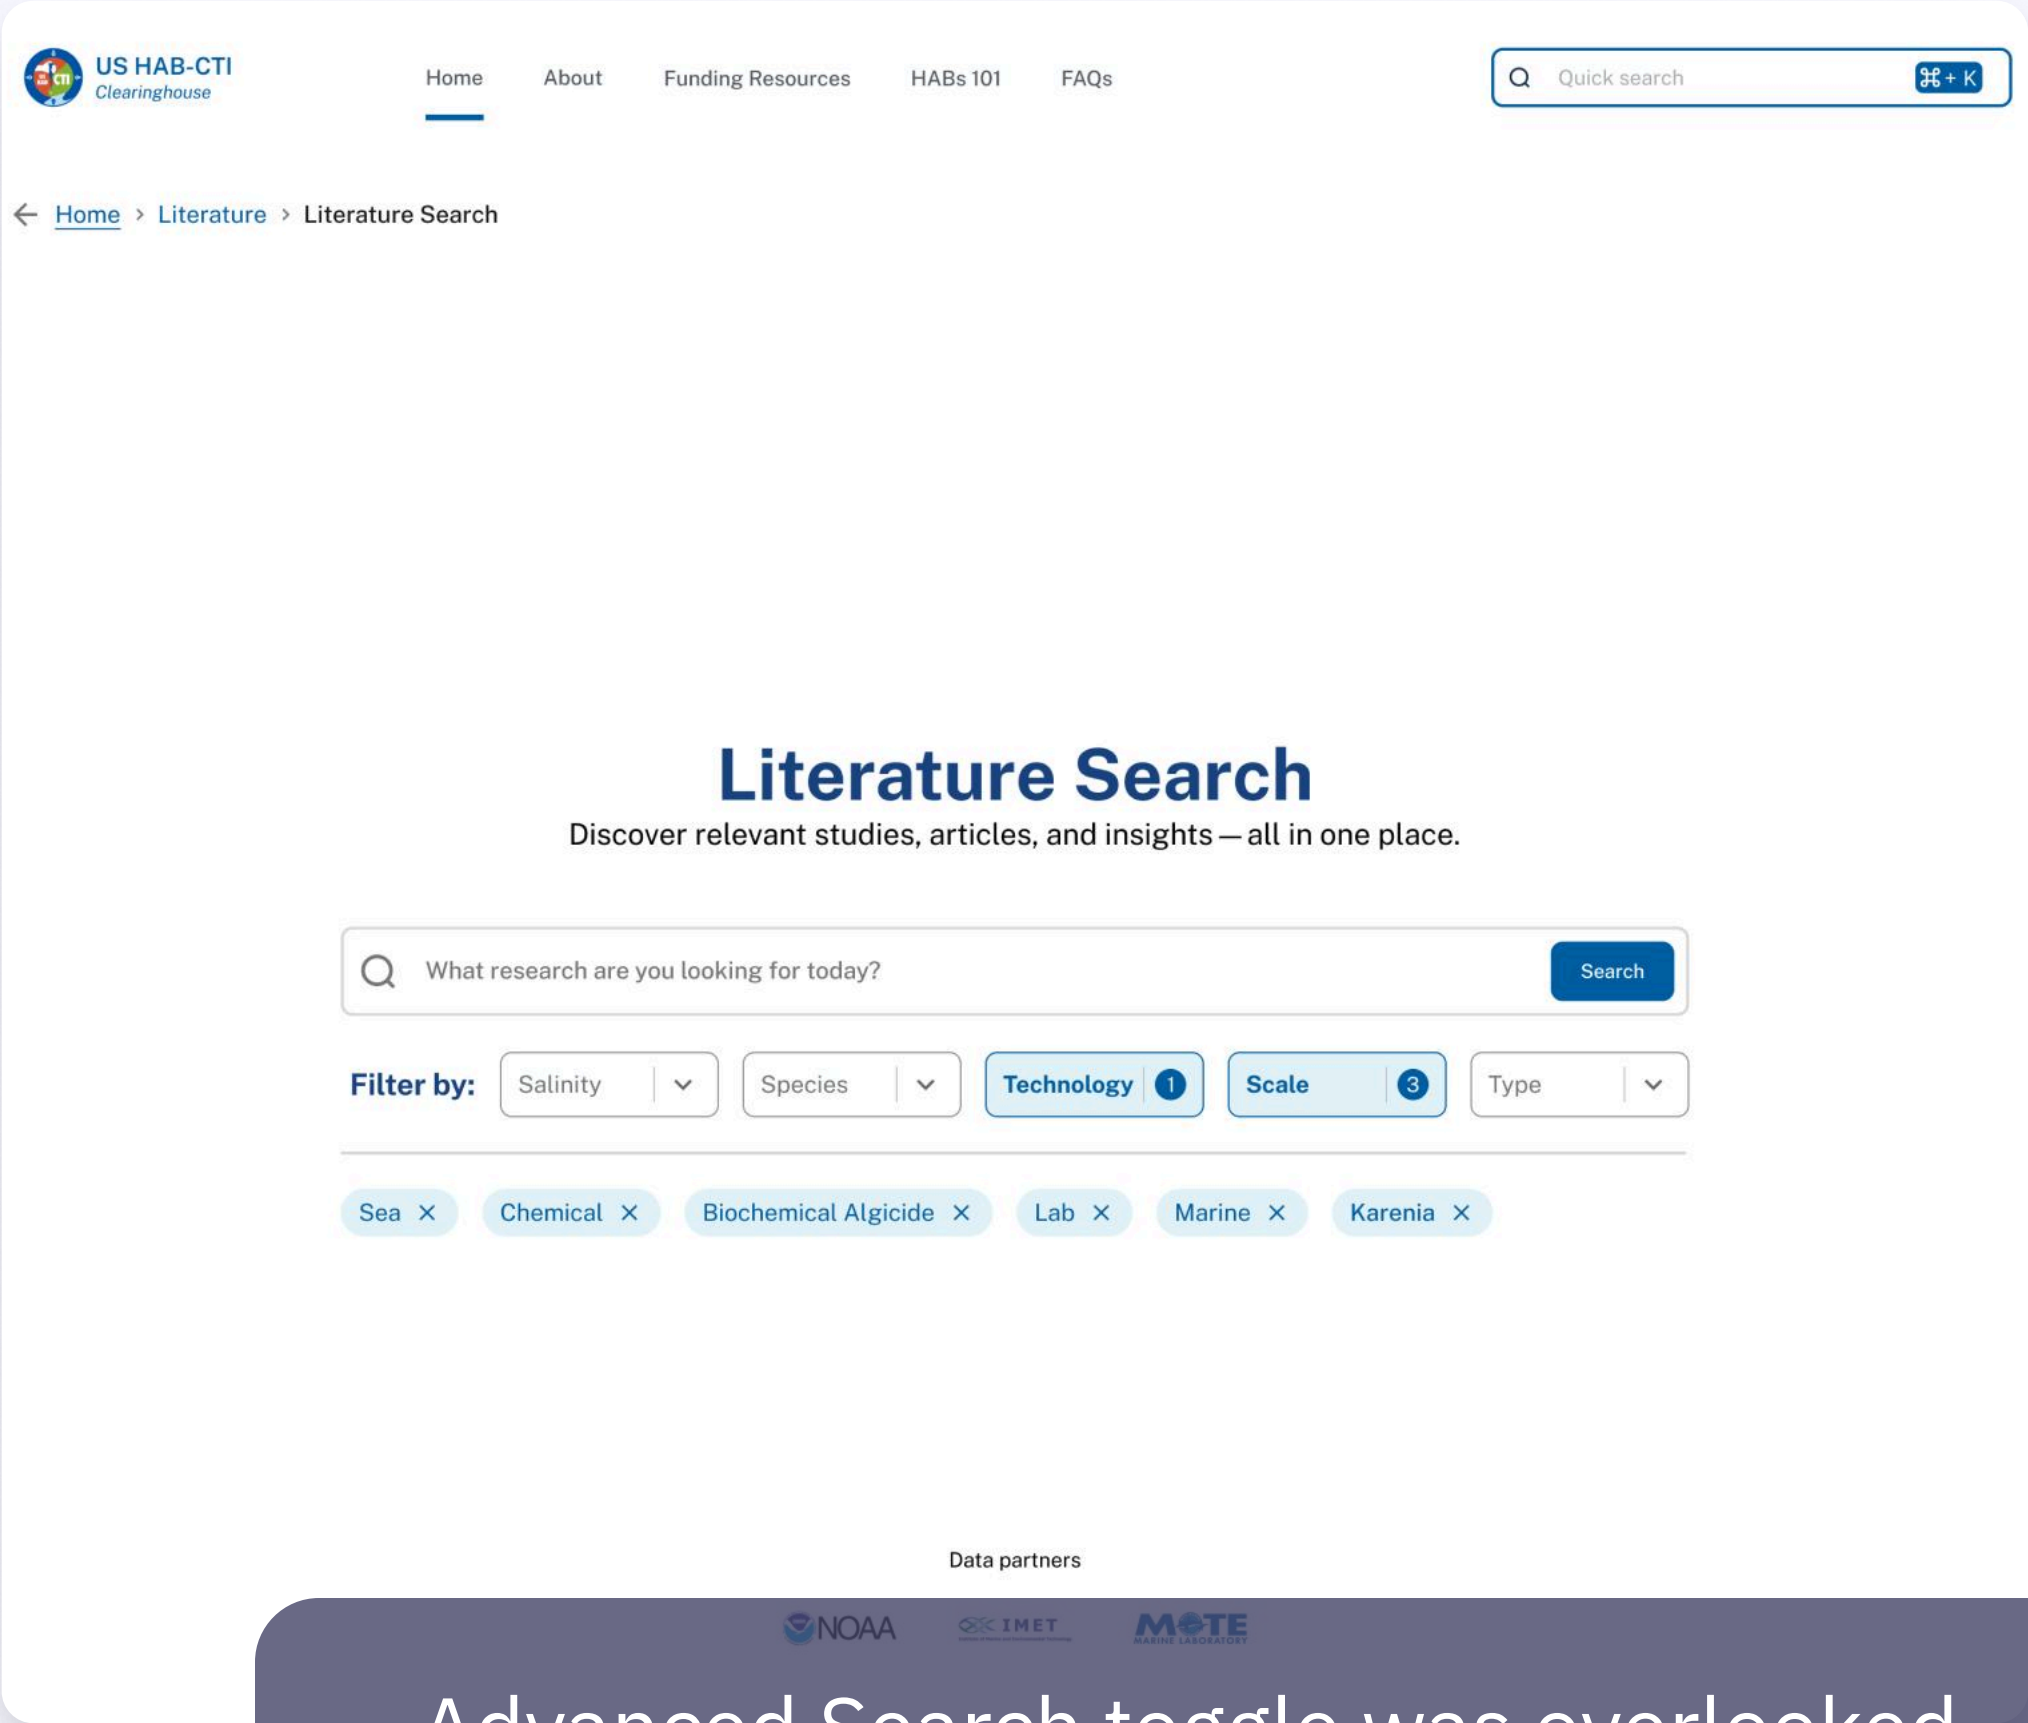 US HAB-CTI
Clearinghouse
Home About Funding Resources HABs 101 FAQs
Quick search ⌘ + K
Home > Literature > Literature Search
Literature Search
Discover relevant studies, articles, and insights—all in one place.
What research are you looking for today? Search
Filter by: Salinity Species Technology 1 Scale 3 Type
Sea × Chemical × Biochemical Algicide × Lab × Marine × Karenia ×
Data partners
NOAA IMET MOTE
MARINE LABORATORY
Advanced Search toggle was overlooked